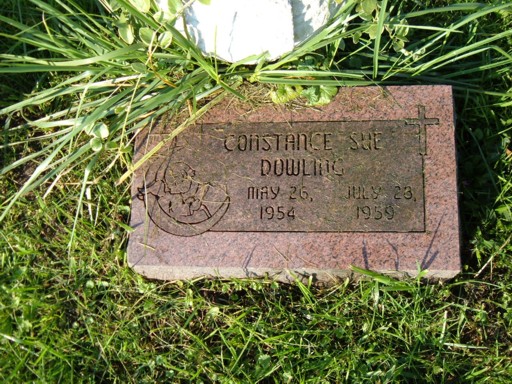 CONSTANCE SUE
DOWLING
MAY 26, JULY 23,
1954 1959